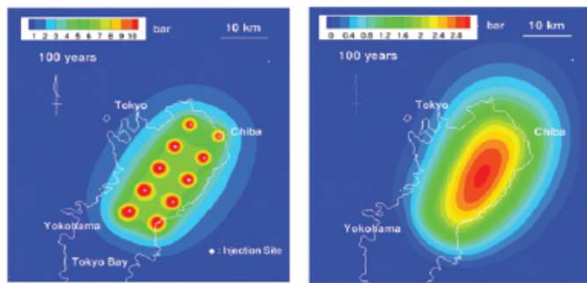 1 2 3 4 5 6 7 8 9 10 bar 10 km
100 years
Tokyo
Chiba
Yokohama
: Injection Site
Tokyo Bay
0 0.4 0.8 1.2 1.6 2 2.4 2.8 bar 10 km
100 years
Tokyo
Chiba
Yokohama
Tokyo Bay